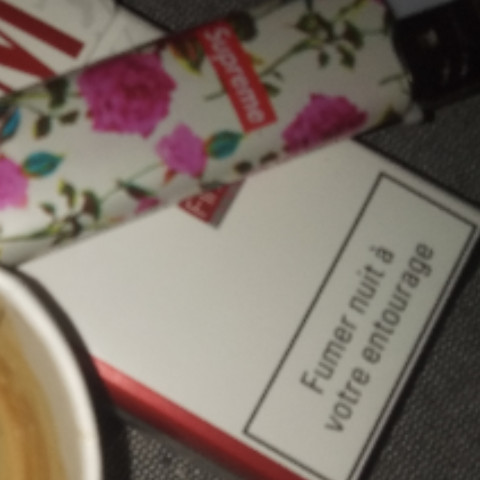 Supreme
Fumer nuit à
votre entourage